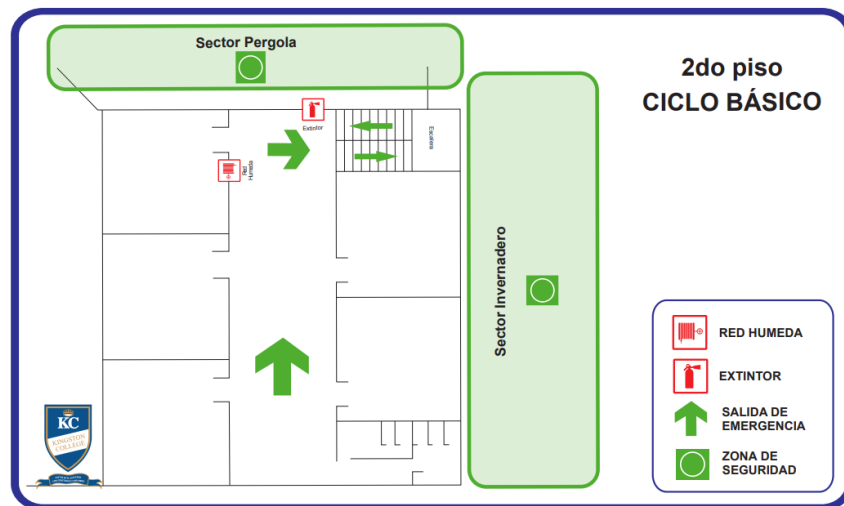 Sector Pergola
2do piso
CICLO BÁSICO
Extintor
Escalera
Red
Humeda
Sector Invernadero
RED HUMEDA
EXTINTOR
SALIDA DE
EMERGENCIA
ZONA DE
SEGURIDAD
KC
KINGSTON
COLLEGE